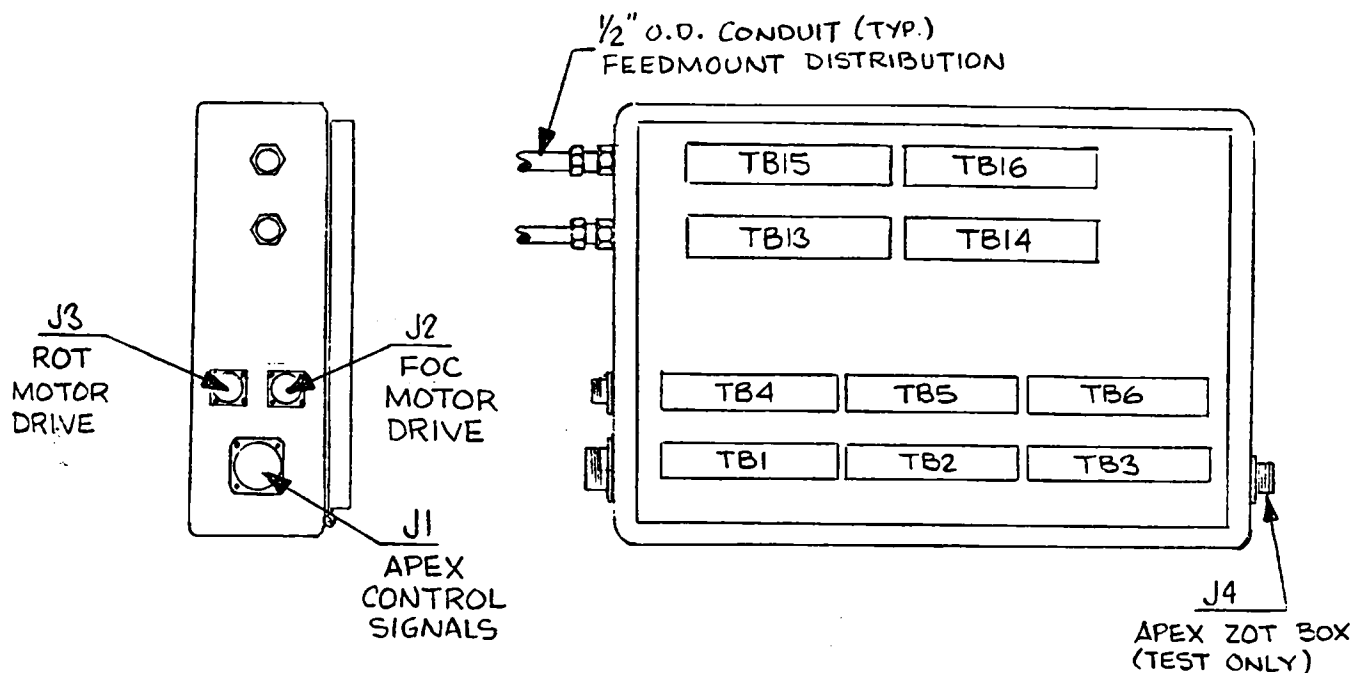 1/2" O.D. CONDUIT (TYP.)
FEEDMOUNT DISTRIBUTION
TB15
TB16
TB13
TB14
J3
ROT
MOTOR
DRIVE
J2
FOC
MOTOR
DRIVE
TB4
TB5
TB6
TB1
TB2
TB3
J1
APEX
CONTROL
SIGNALS
J4
APEX ZOT BOX
(TEST ONLY)